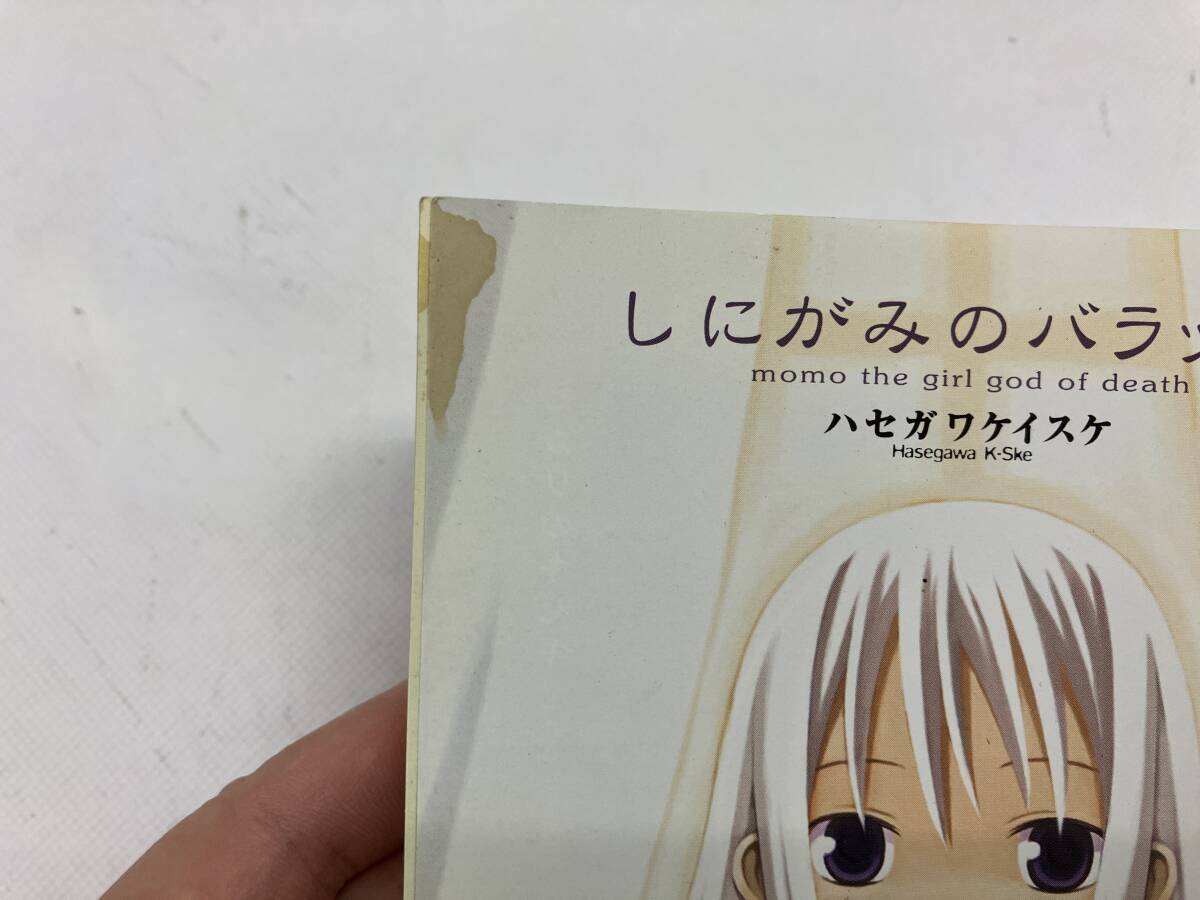 しにがみのバラッ
momo the girl god of death
ハセガワケイスケ
Hasegawa K-Ske